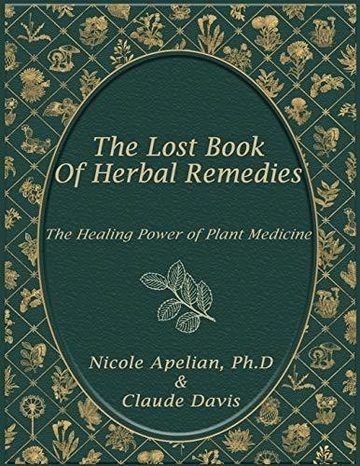 The Lost Book
Of Herbal Remedies
The Healing Power of Plant Medicine
Nicole Apelian, Ph.D
&
Claude Davis